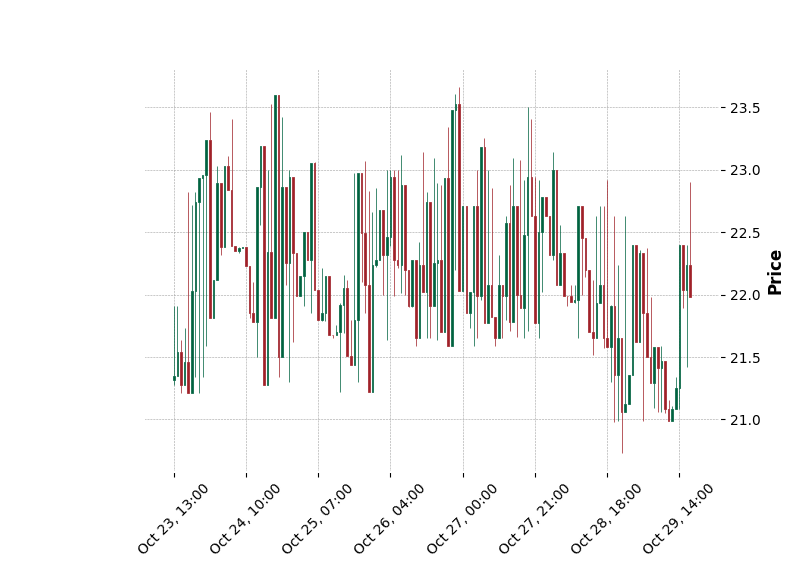 23.5
23.0
22.5
22.0
21.5
21.0
Price
Oct 23, 13:00
Oct 24, 10:00
Oct 25, 07:00
Oct 26, 04:00
Oct 27, 00:00
Oct 27, 21:00
Oct 28, 18:00
Oct 29, 14:00